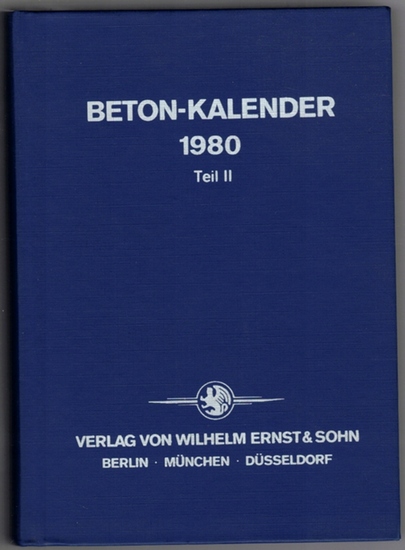 BETON-KALENDER
1980
Teil II
VERLAG VON WILHELM ERNST & SOHN
BERLIN · MÜNCHEN · DÜSSELDORF